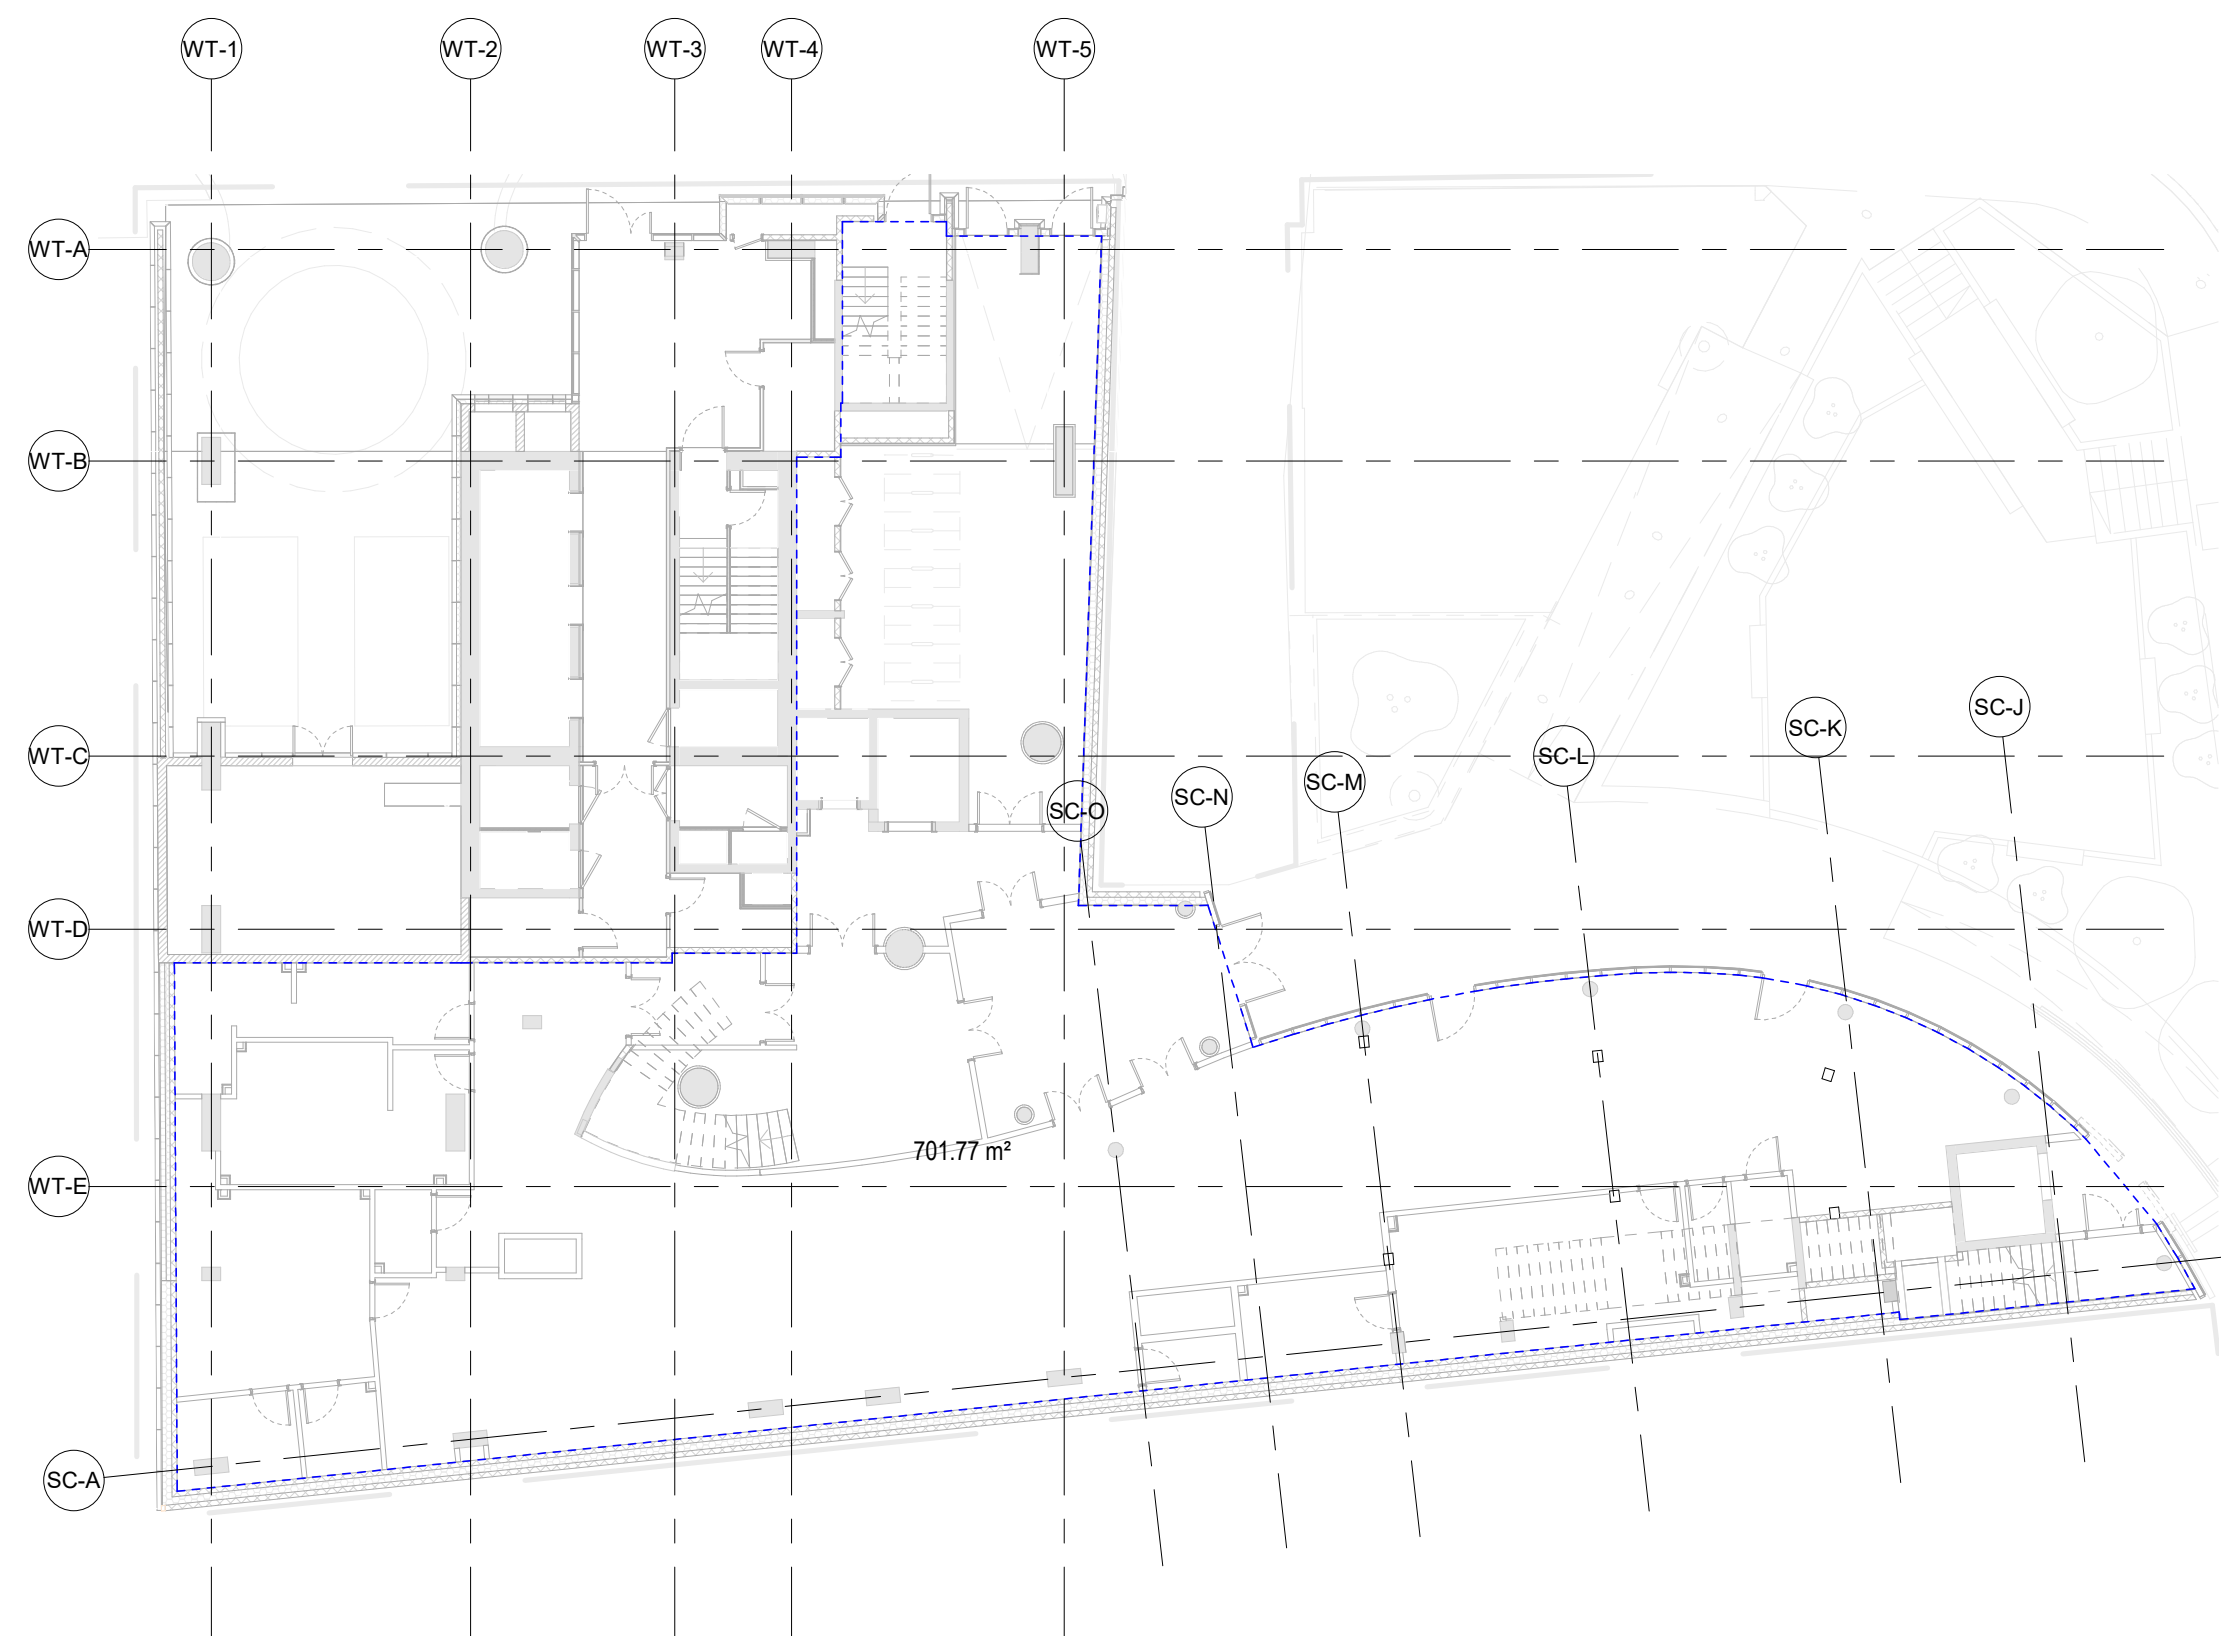 WT-1
WT-2
WT-3
WT-4
WT-5
WT-A
WT-B
WT-C
SC-O
SC-N
SC-M
SC-L
SC-K
SC-J
WT-D
701.77 m²
WT-E
SC-A